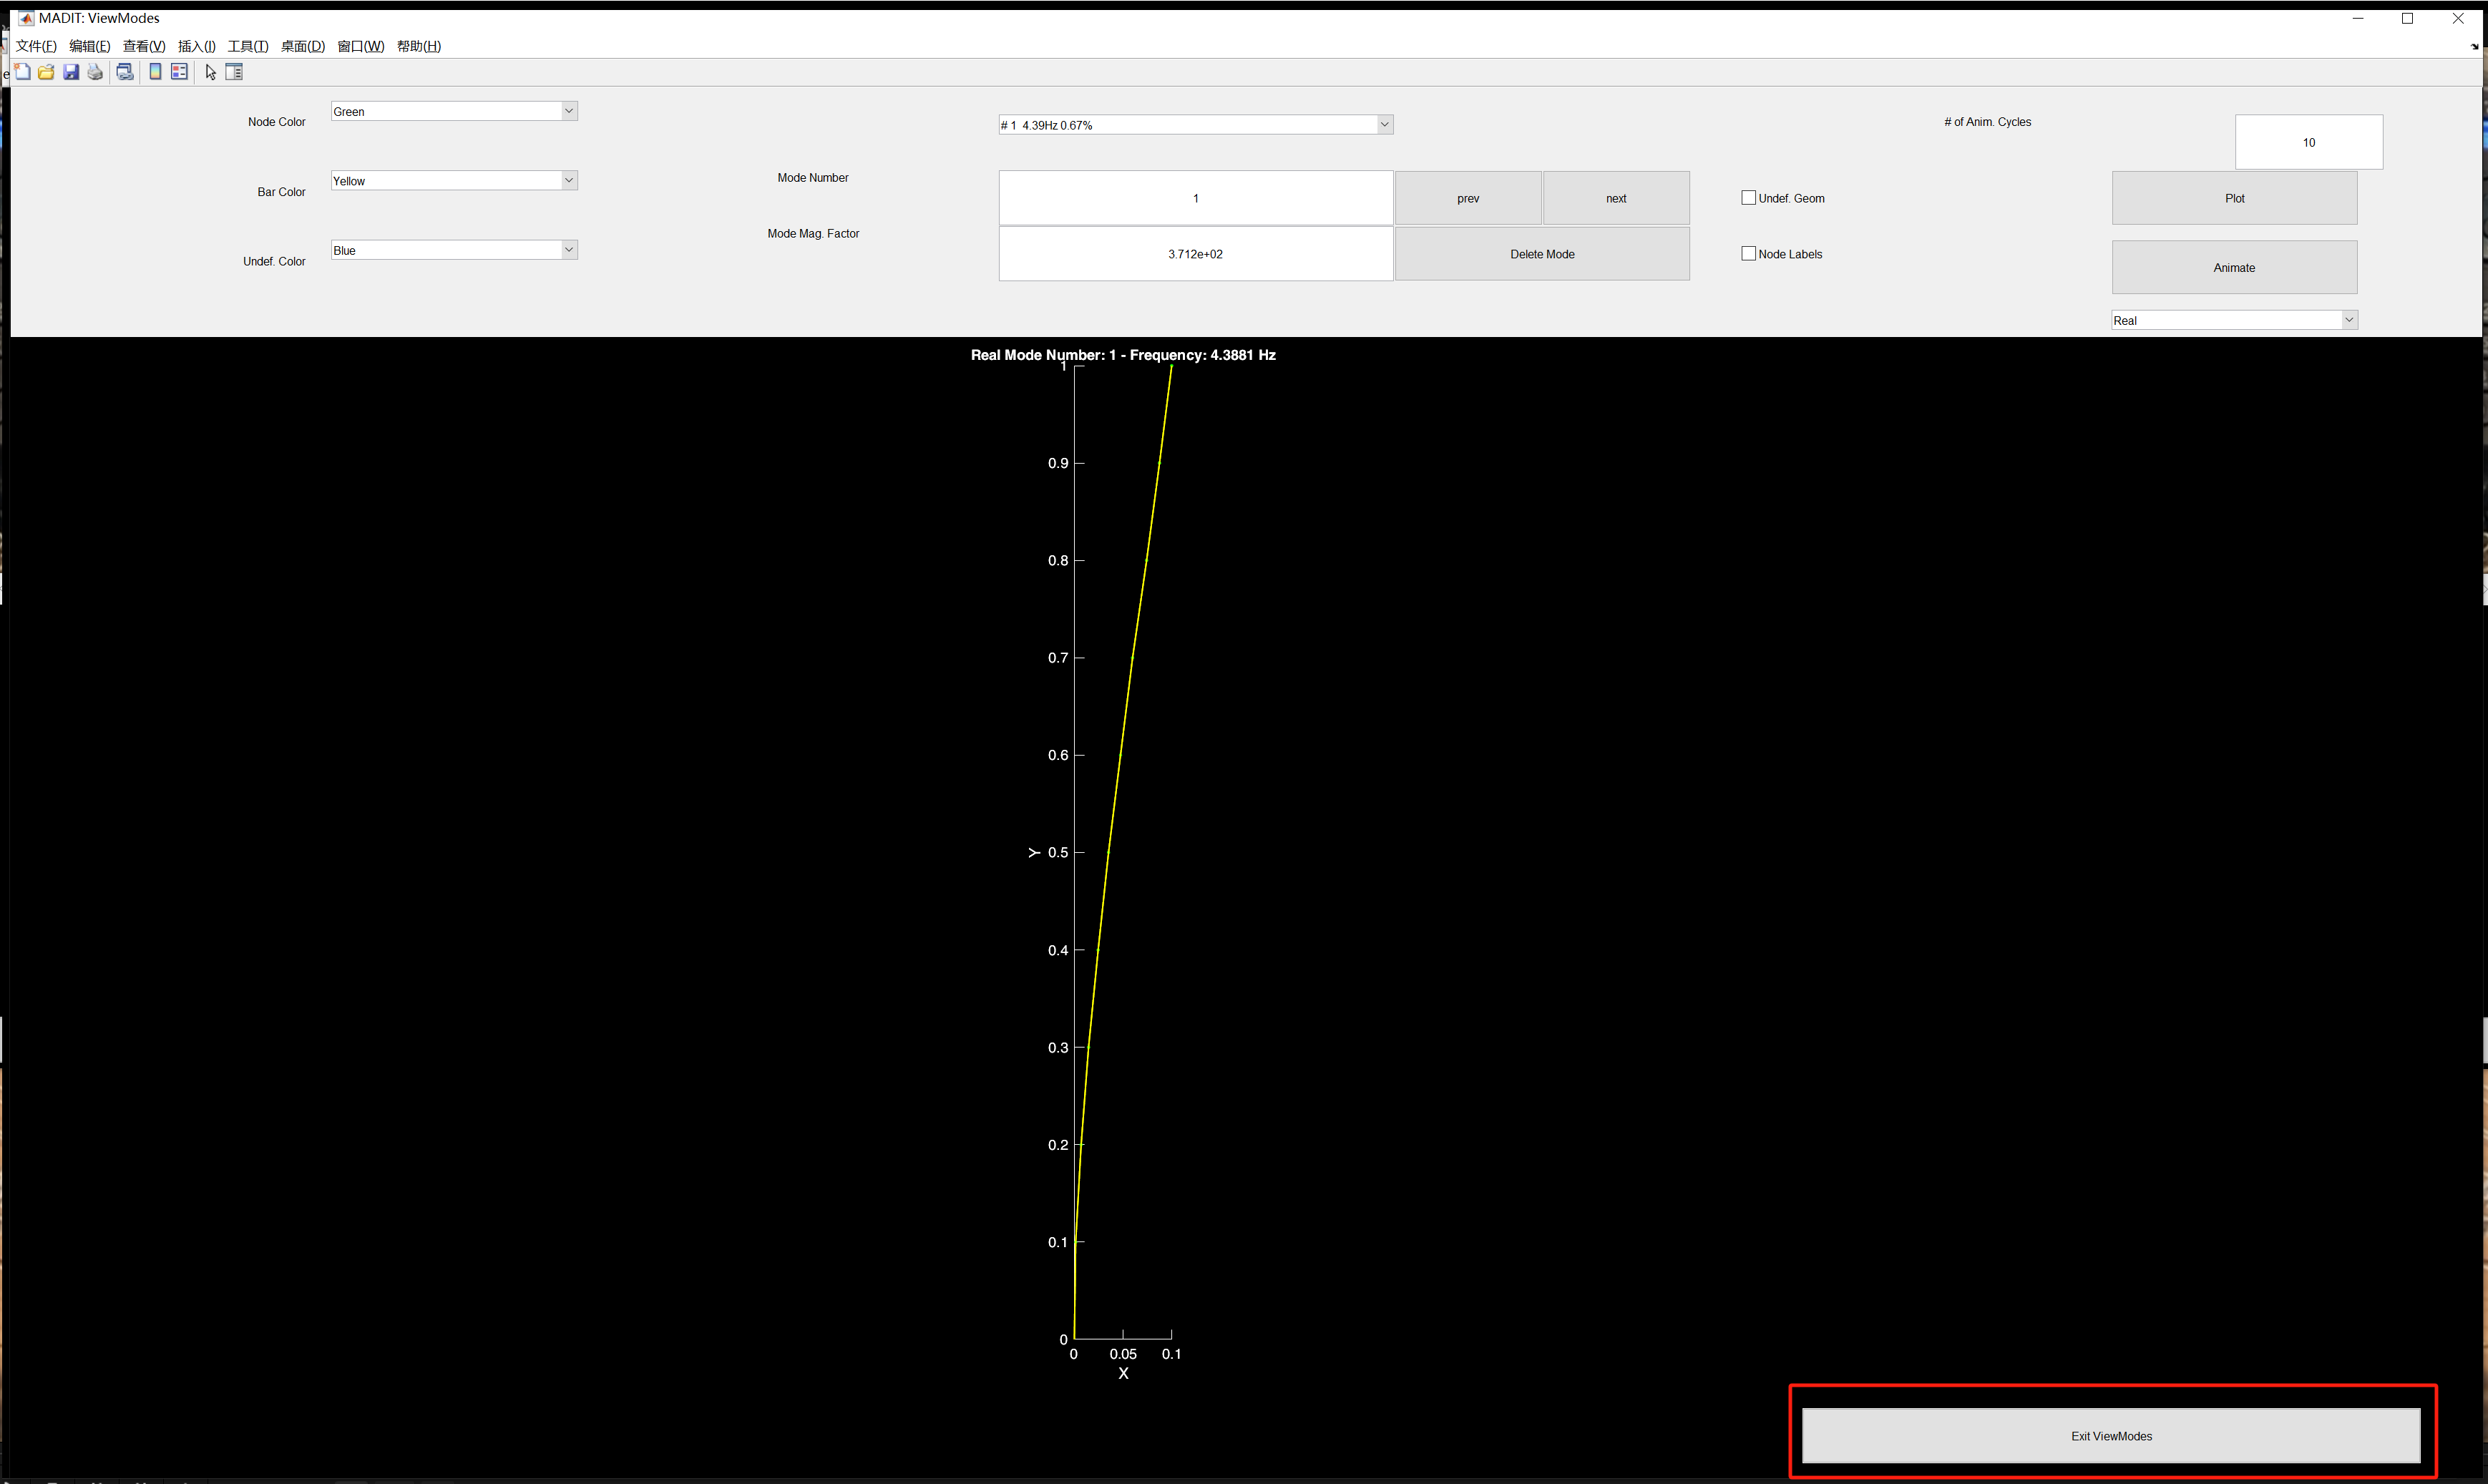 MADIT: ViewModes
文件(F) 编辑(E) 查看(V) 插入(I) 工具(T) 桌面(D) 窗口(W) 帮助(H)
Node Color
Green
# 1 4.39Hz 0.67%
# of Anim. Cycles
10
Bar Color
Yellow
Mode Number
1
prev
next
Undef. Geom
Plot
Undef. Color
Blue
Mode Mag. Factor
3.712e+02
Delete Mode
Node Labels
Animate
Real
Real Mode Number: 1 - Frequency: 4.3881 Hz
1
0.9
0.8
0.7
0.6
Y 0.5
0.4
0.3
0.2
0.1
0
0 0.05 0.1
X
Exit ViewModes